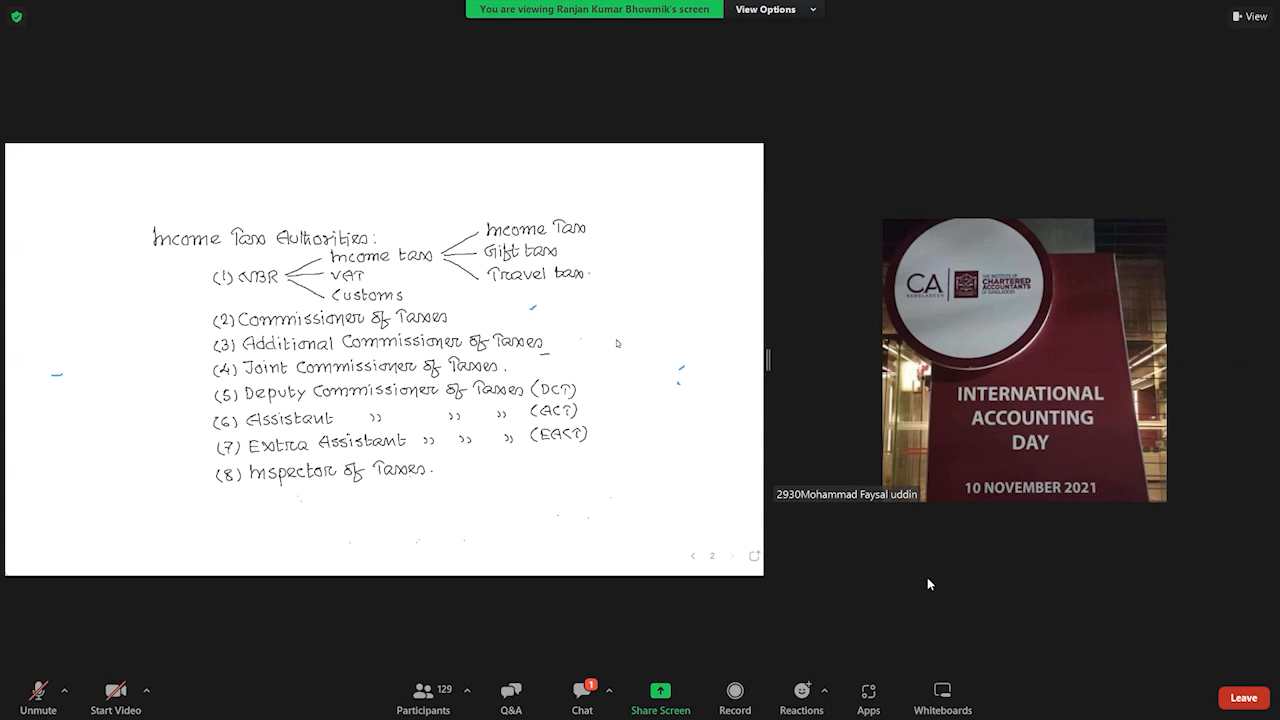 You are viewing Ranjan Kumar Bhowmik's screen
View Options
View
Income Tax Authorities:
(1) NBR
Income tax
VAT
Customs
Income Tax
Gift tax
Travel tax.
(2) Commissioner of Taxes
(3) Additional Commissioner of Taxes
(4) Joint Commissioner of Taxes.
(5) Deputy Commissioner of Taxes (DCT)
(6) Assistant ,, ,, ,, (ACT)
(7) Extra Assistant ,, ,, ,, (EACT)
(8) Inspector of Taxes.
2
CA
BANGLADESH
THE INSTITUTE OF
CHARTERED
ACCOUNTANTS
OF BANGLADESH
INTERNATIONAL
ACCOUNTING
DAY
10 NOVEMBER 2021
2930Mohammad Faysal uddin
Unmute
Start Video
129
Participants
Q&A
1
Chat
Share Screen
Record
Reactions
Apps
Whiteboards
Leave